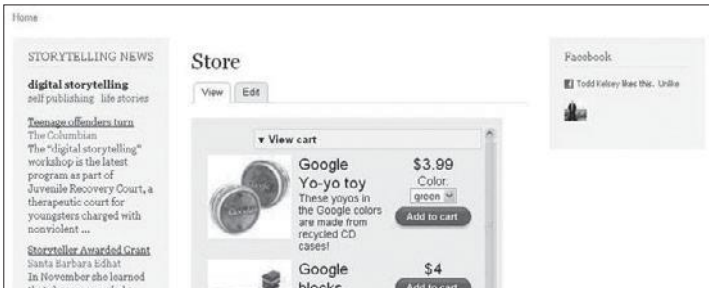 Home
STORYTELLING NEWS
digital storytelling
self publishing life stories
Teenage offenders turn
The Columbian
The "digital storytelling"
workshop is the latest
program as part of
Juvenile Recovery Court, a
therapeutic court for
youngsters charged with
nonviolent ...
Storyteller Awarded Grant
Santa Barbara Edhat
In November she learned
Store
View Edit
▾ View cart
Google
Yo-yo toy
These yoyos in
the Google colors
are made from
recycled CD
cases!
$3.99
Color:
green
Add to cart
Google
blocks
$4
Add to cart
Facebook
Todd Kelsey likes this. Unlike